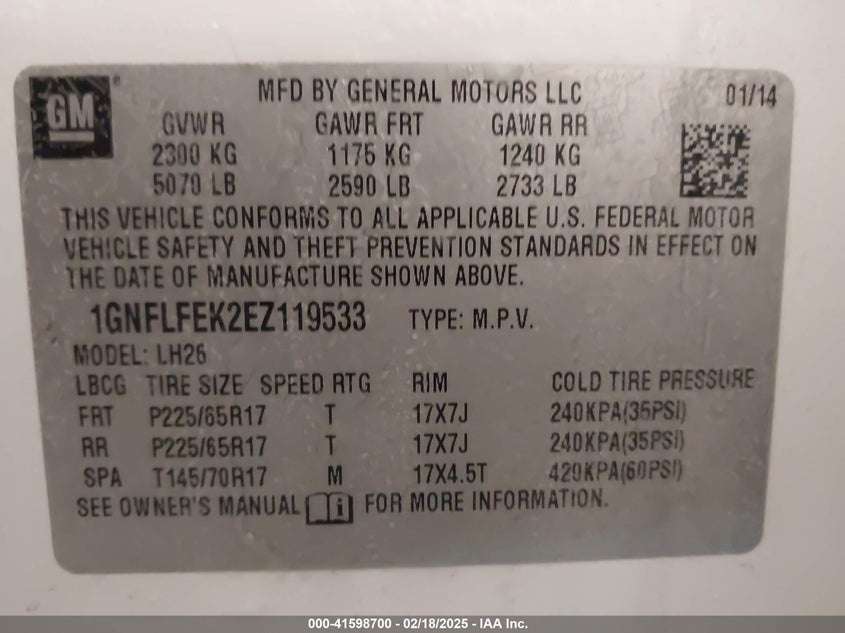 GM
MFD BY GENERAL MOTORS LLC 01/14
GVWR GAWR FRT GAWR RR
2300 KG 1175 KG 1240 KG
5070 LB 2590 LB 2733 LB
THIS VEHICLE CONFORMS TO ALL APPLICABLE U.S. FEDERAL MOTOR
VEHICLE SAFETY AND THEFT PREVENTION STANDARDS IN EFFECT ON
THE DATE OF MANUFACTURE SHOWN ABOVE.
1GNFLFEK2EZ119533 TYPE: M.P.V.
MODEL: LH26
LBCG TIRE SIZE SPEED RTG RIM COLD TIRE PRESSURE
FRT P225/65R17 T 17X7J 240KPA(35PSI)
RR P225/65R17 T 17X7J 240KPA(35PSI)
SPA T145/70R17 M 17X4.5T 420KPA(60PSI)
SEE OWNER'S MANUAL i FOR MORE INFORMATION.
000-41598700 - 02/18/2025 - IAA Inc.